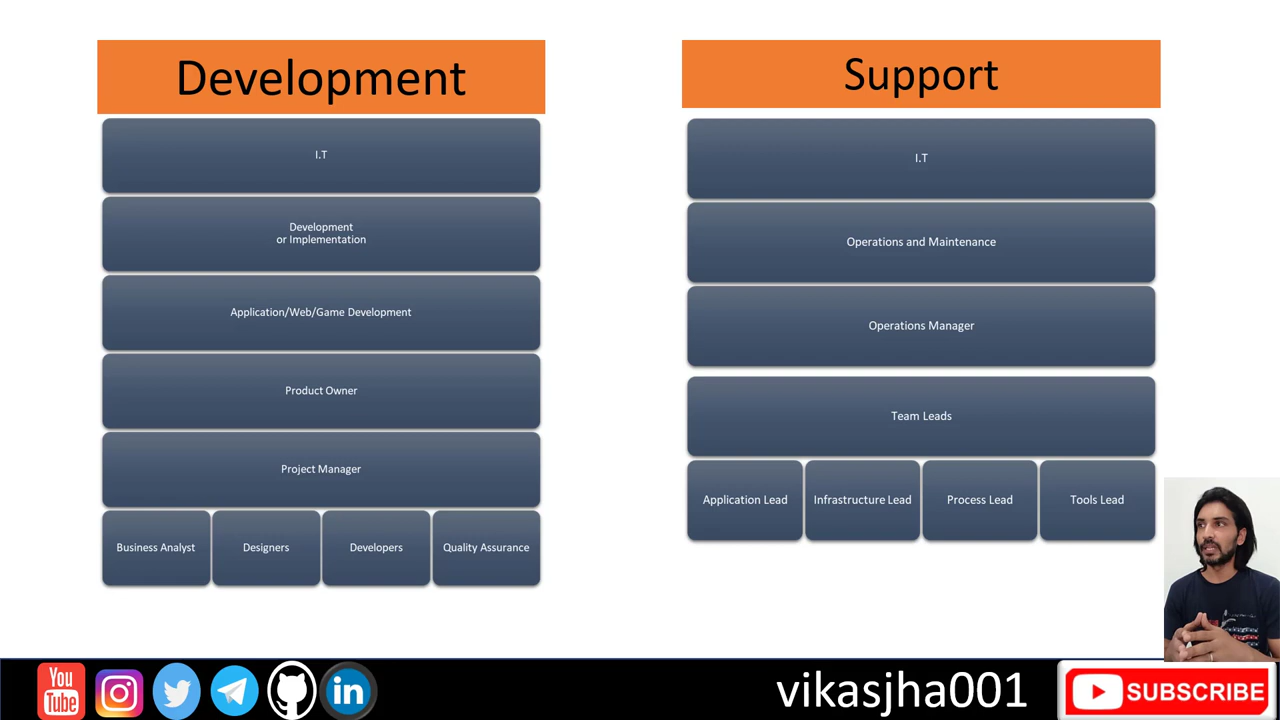 Development
I.T
Development
or Implementation
Application/Web/Game Development
Product Owner
Project Manager
Business Analyst
Designers
Developers
Quality Assurance
Support
I.T
Operations and Maintenance
Operations Manager
Team Leads
Application Lead
Infrastructure Lead
Process Lead
Tools Lead
You
Tube
in
vikasjha001
SUBSCRIBE